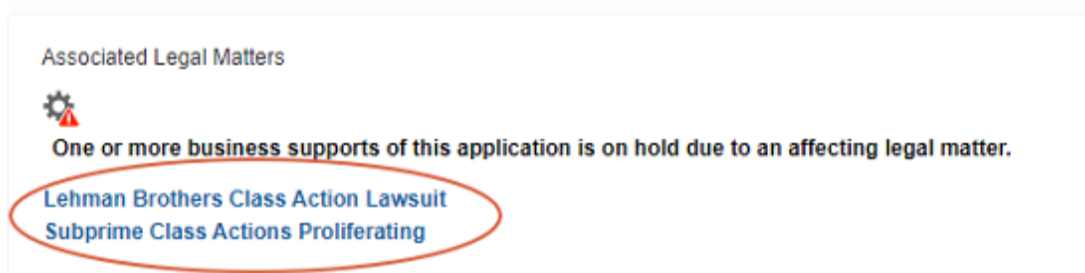 Associated Legal Matters
One or more business supports of this application is on hold due to an affecting legal matter.
Lehman Brothers Class Action Lawsuit
Subprime Class Actions Proliferating